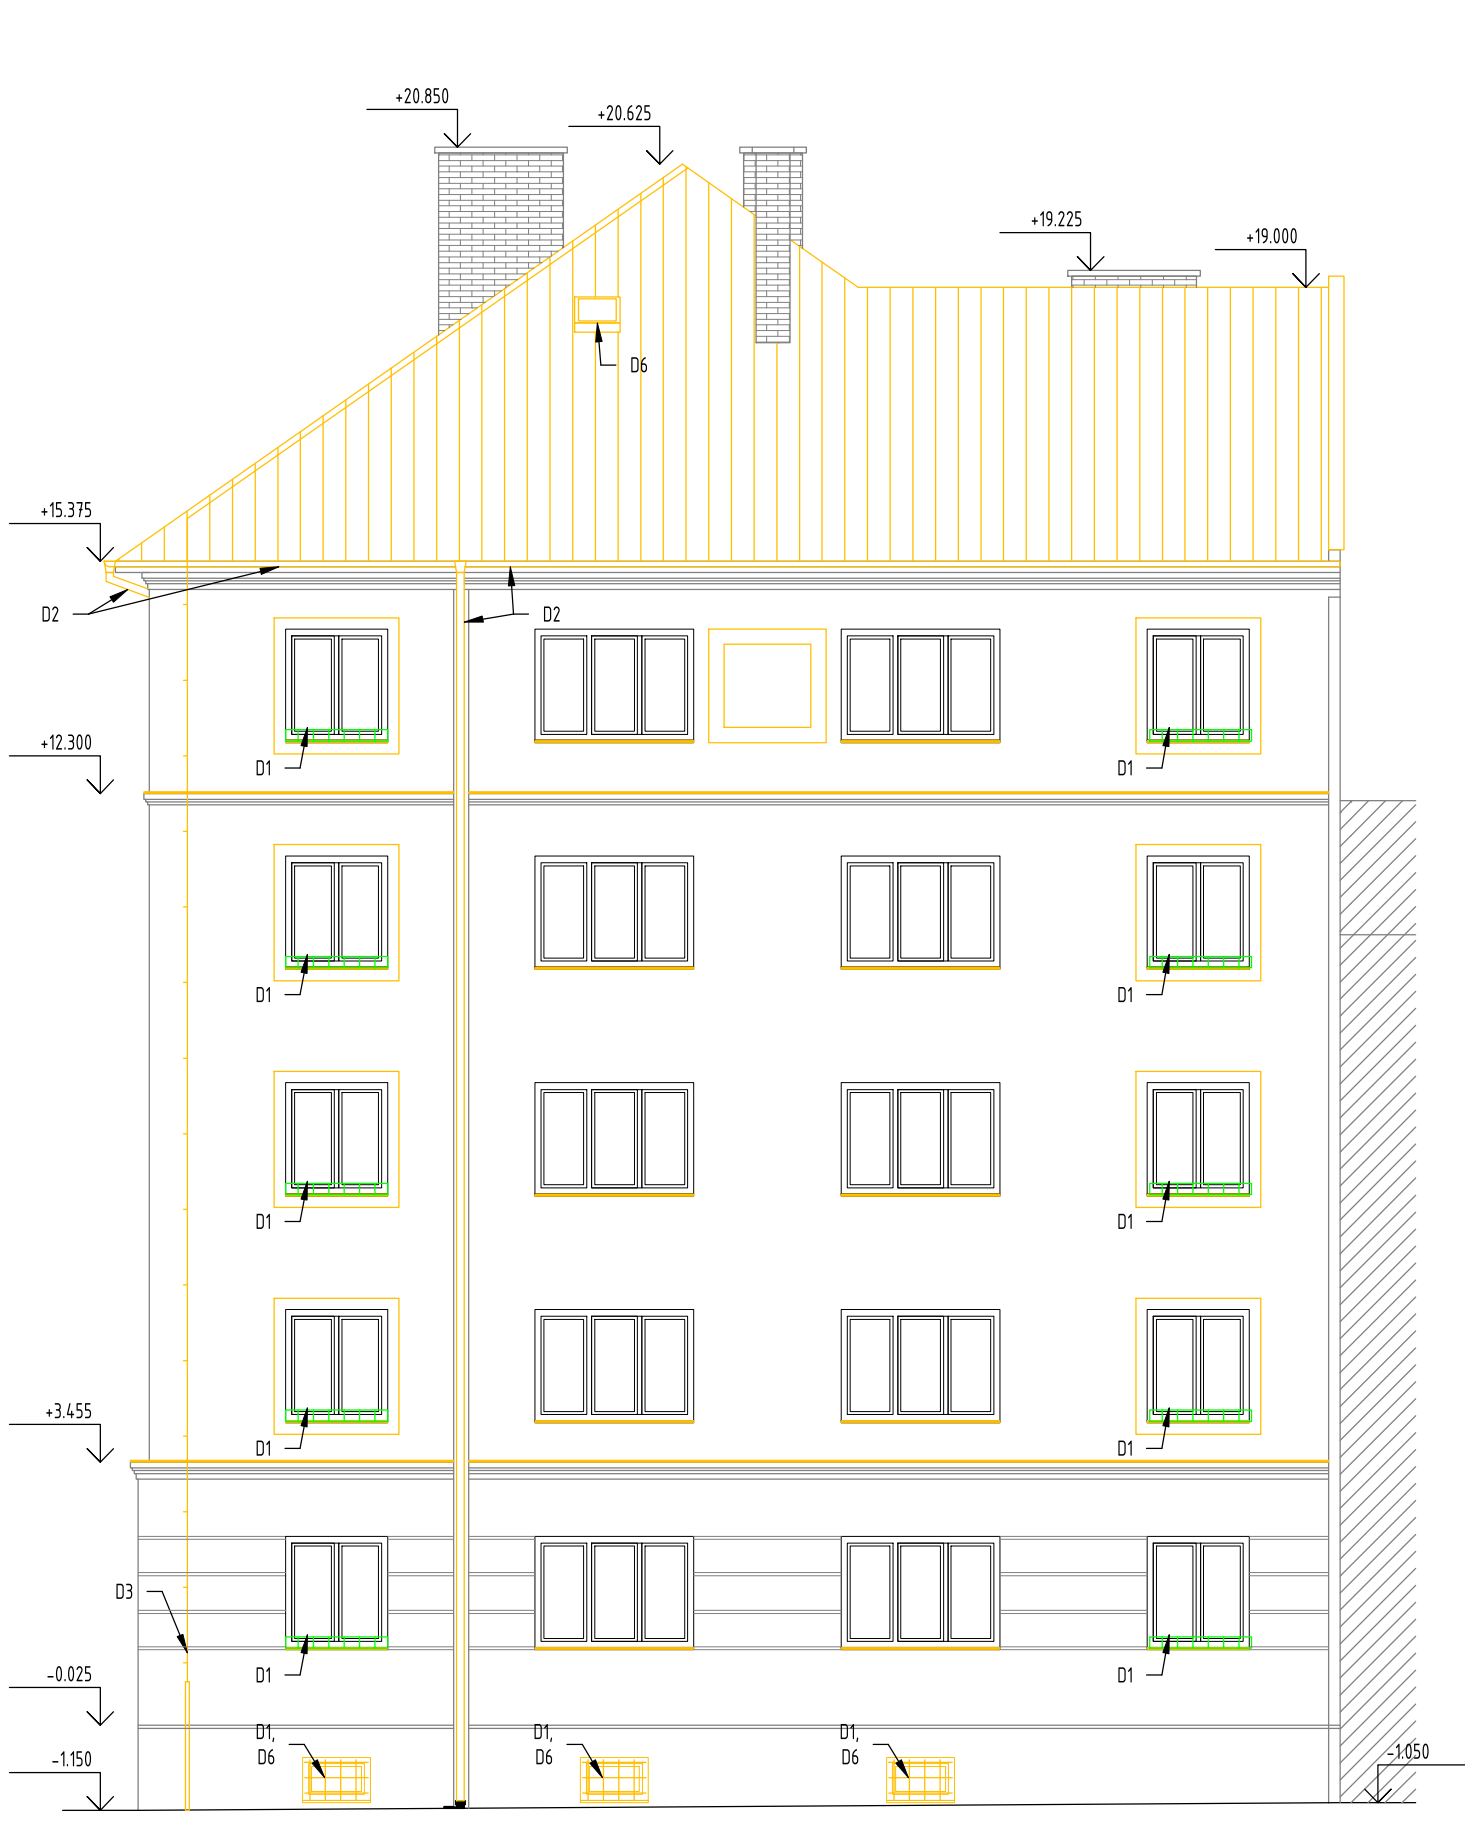 +20.850
+20.625
+19.225
+19.000
D6
+15.375
D2
D2
+12.300
D1
D1
D1
D1
D1
D1
+3.455
D1
D1
D3
-0.025
D1
D1
D1,
D6
D1,
D6
D1,
D6
-1.150
-1.050